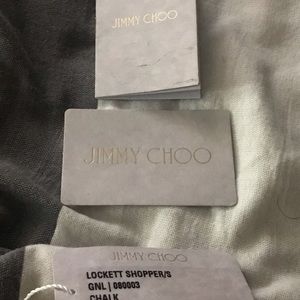 JIMMY CHOO
JIMMY CHOO
JIMMY CHOO
LOCKETT SHOPPER/S
GNL | 080003
CHALK